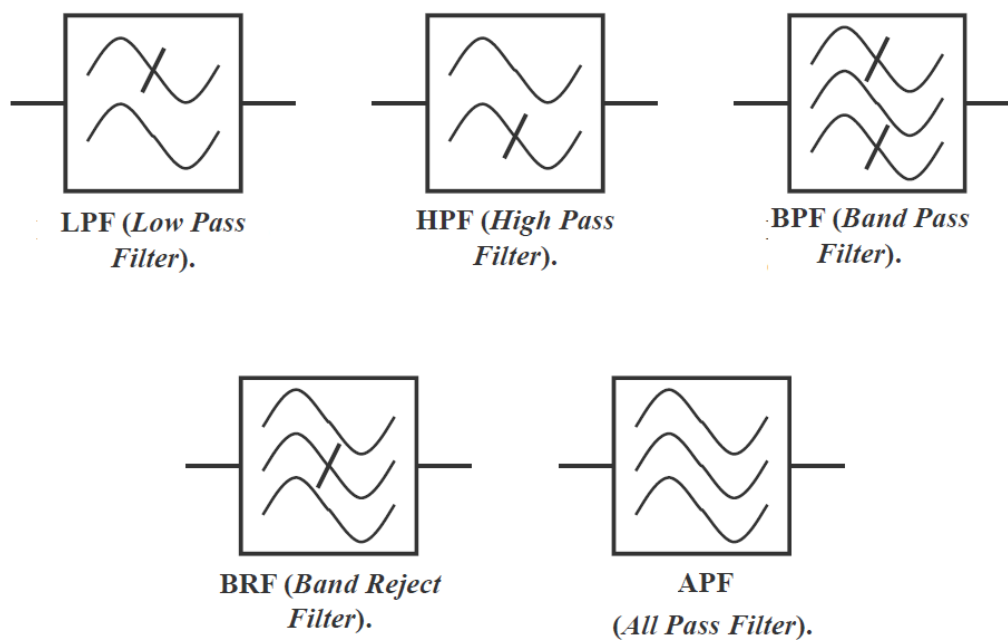 LPF (Low Pass
Filter).
HPF (High Pass
Filter).
BPF (Band Pass
Filter).
BRF (Band Reject
Filter).
APF
(All Pass Filter).